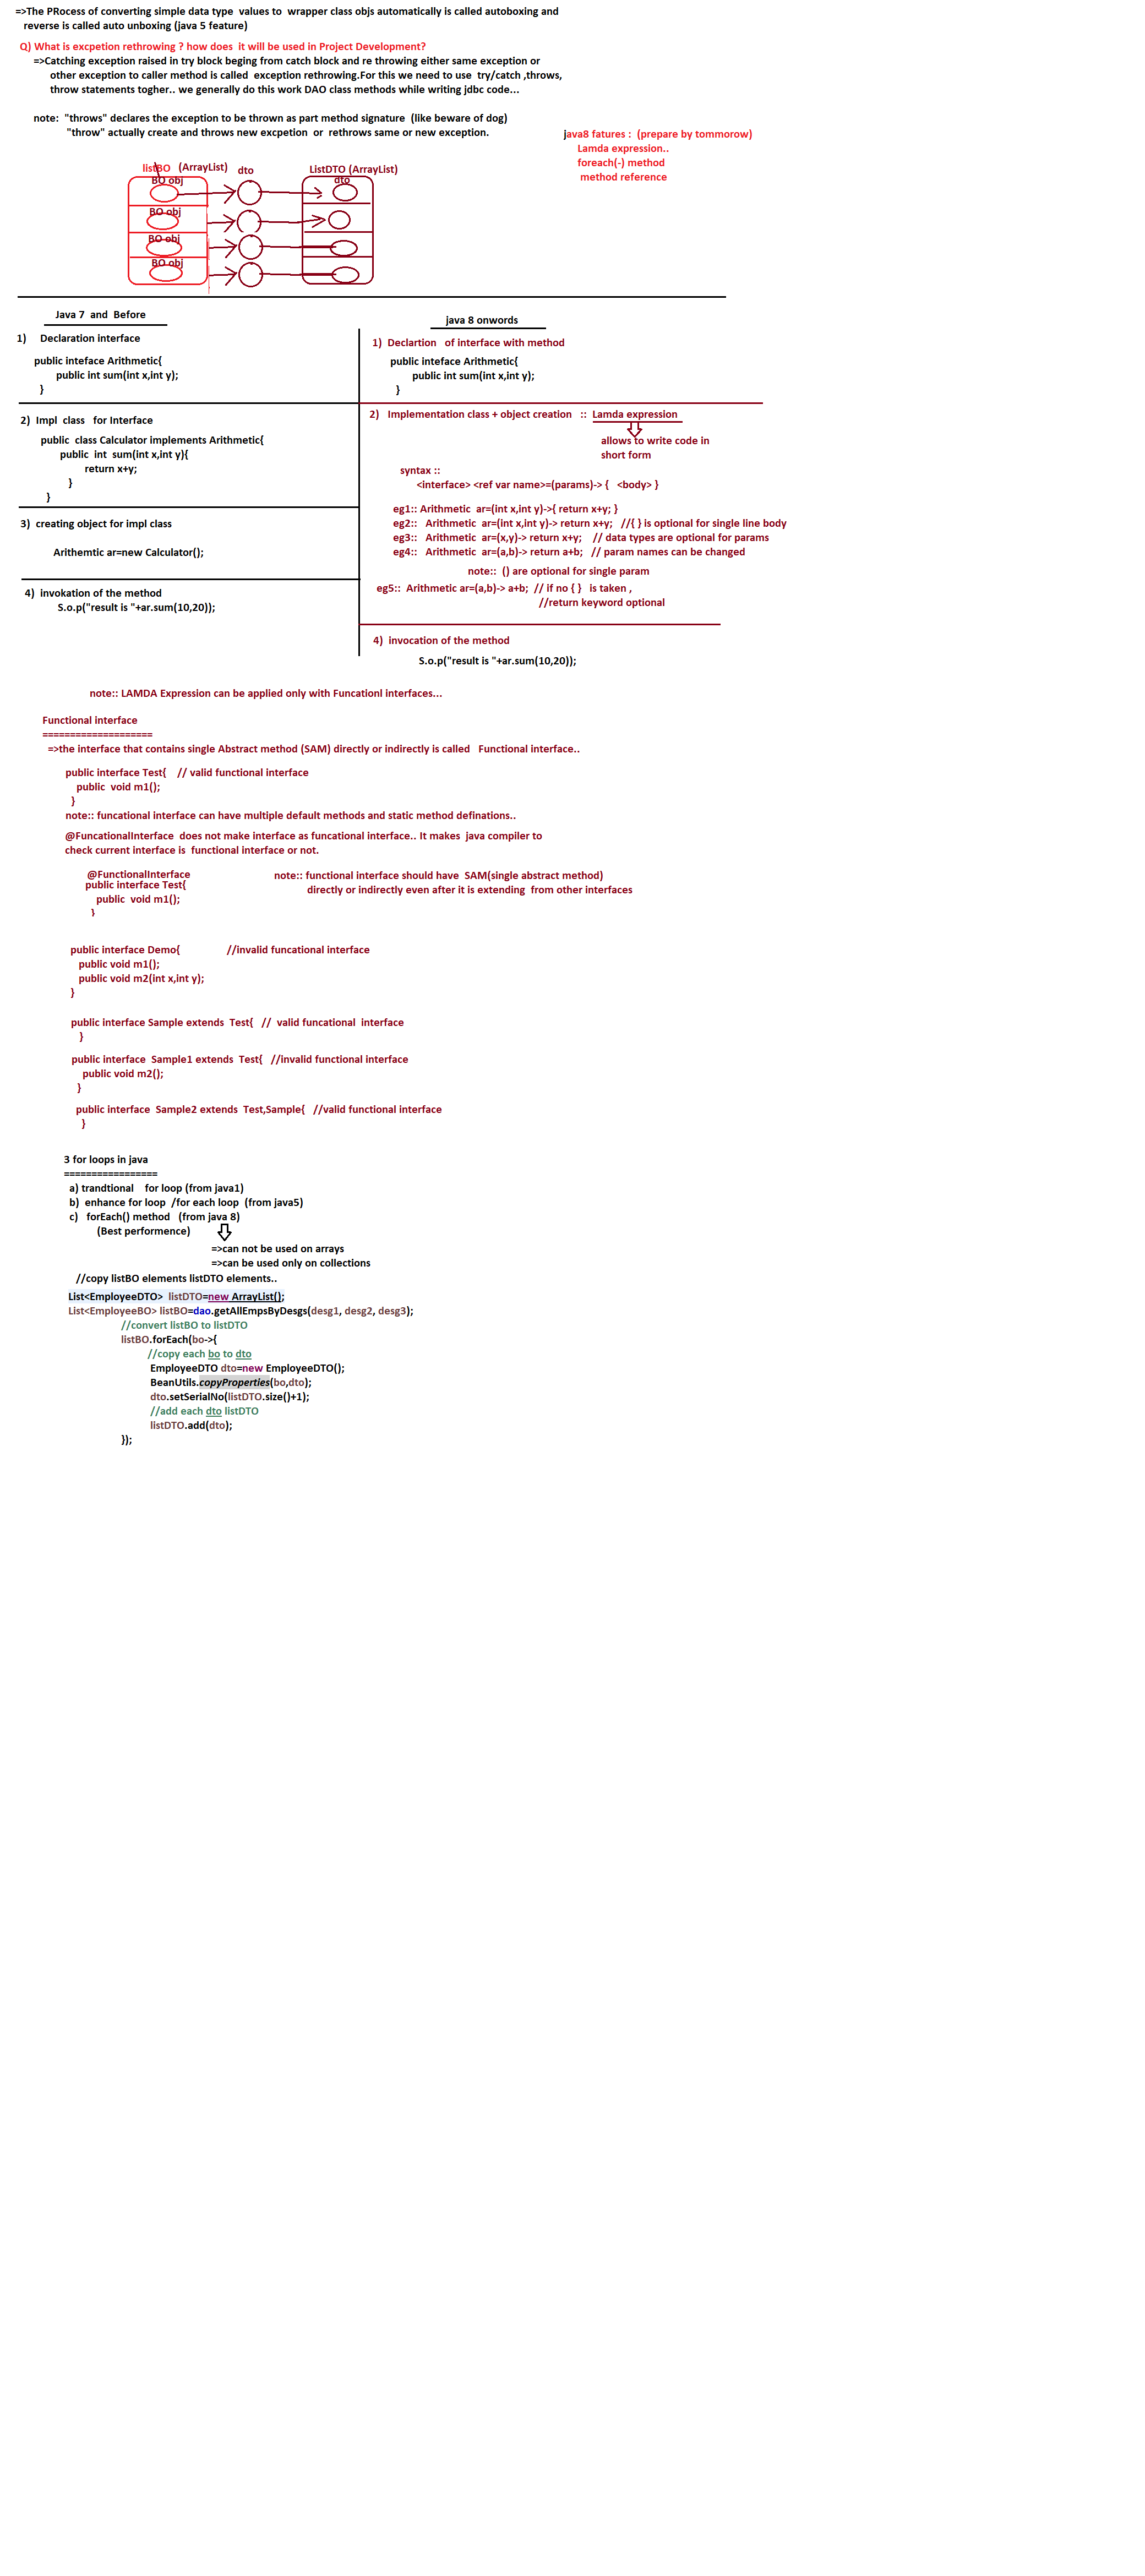 =>The PRocess of converting simple data type  values to  wrapper class objs automatically is called autoboxing and
reverse is called auto unboxing (java 5 feature)
Q) What is excpetion rethrowing ? how does  it will be used in Project Development?
=>Catching exception raised in try block beging from catch block and re throwing either same exception or
other exception to caller method is called  exception rethrowing.For this we need to use  try/catch ,throws,
throw statements togher.. we generally do this work DAO class methods while writing jdbc code...
note:  "throws" declares the exception to be thrown as part method signature  (like beware of dog)
"throw" actually create and throws new excpetion  or  rethrows same or new exception.
java8 fatures :  (prepare by tommorow)
Lamda expression..
foreach(-) method
method reference
listBO  (ArrayList)  dto  ListDTO (ArrayList)
BO obj  dto
BO obj
BO obj
BO obj
Java 7  and  Before
1)    Declaration interface
public inteface Arithmetic{
public int sum(int x,int y);
}
2)  Impl  class   for Interface
public  class Calculator implements Arithmetic{
public  int  sum(int x,int y){
return x+y;
}
}
3)  creating object for impl class
Arithemtic ar=new Calculator();
4)  invokation of the method
S.o.p("result is "+ar.sum(10,20));
java 8 onwords
1)  Declartion   of interface with method
public inteface Arithmetic{
public int sum(int x,int y);
}
2)   Implementation class + object creation   ::  Lamda expression
allows to write code in
short form
syntax ::
<interface> <ref var name>=(params)-> {   <body> }
eg1:: Arithmetic  ar=(int x,int y)->{ return x+y; }
eg2::   Arithmetic  ar=(int x,int y)-> return x+y;   //{ } is optional for single line body
eg3::   Arithmetic  ar=(x,y)-> return x+y;    // data types are optional for params
eg4::   Arithmetic  ar=(a,b)-> return a+b;   // param names can be changed
note::  () are optional for single param
eg5::  Arithmetic ar=(a,b)-> a+b;  // if no { }   is taken ,
//return keyword optional
4)  invocation of the method
S.o.p("result is "+ar.sum(10,20));
note:: LAMDA Expression can be applied only with Funcationl interfaces...
Functional interface
====================
=>the interface that contains single Abstract method (SAM) directly or indirectly is called   Functional interface..
public interface Test{    // valid functional interface
public  void m1();
}
note:: funcational interface can have multiple default methods and static method definations..
@FuncationalInterface  does not make interface as funcational interface.. It makes  java compiler to
check current interface is  functional interface or not.
@FunctionalInterface
public interface Test{
public  void m1();
}
note:: functional interface should have  SAM(single abstract method)
directly or indirectly even after it is extending  from other interfaces
public interface Demo{                 //invalid funcational interface
public void m1();
public void m2(int x,int y);
}
public interface Sample extends  Test{   //  valid funcational  interface
}
public interface  Sample1 extends  Test{   //invalid functional interface
public void m2();
}
public interface  Sample2 extends  Test,Sample{   //valid functional interface
}
3 for loops in java
=================
a) trandtional    for loop (from java1)
b)  enhance for loop  /for each loop  (from java5)
c)   forEach() method   (from java 8)
(Best performence)
=>can not be used on arrays
=>can be used only on collections
//copy listBO elements listDTO elements..
List<EmployeeDTO>  listDTO=new ArrayList();
List<EmployeeBO> listBO=dao.getAllEmpsByDesgs(desg1, desg2, desg3);
//convert listBO to listDTO
listBO.forEach(bo->{
//copy each bo to dto
EmployeeDTO dto=new EmployeeDTO();
BeanUtils.copyProperties(bo,dto);
dto.setSerialNo(listDTO.size()+1);
//add each dto listDTO
listDTO.add(dto);
});